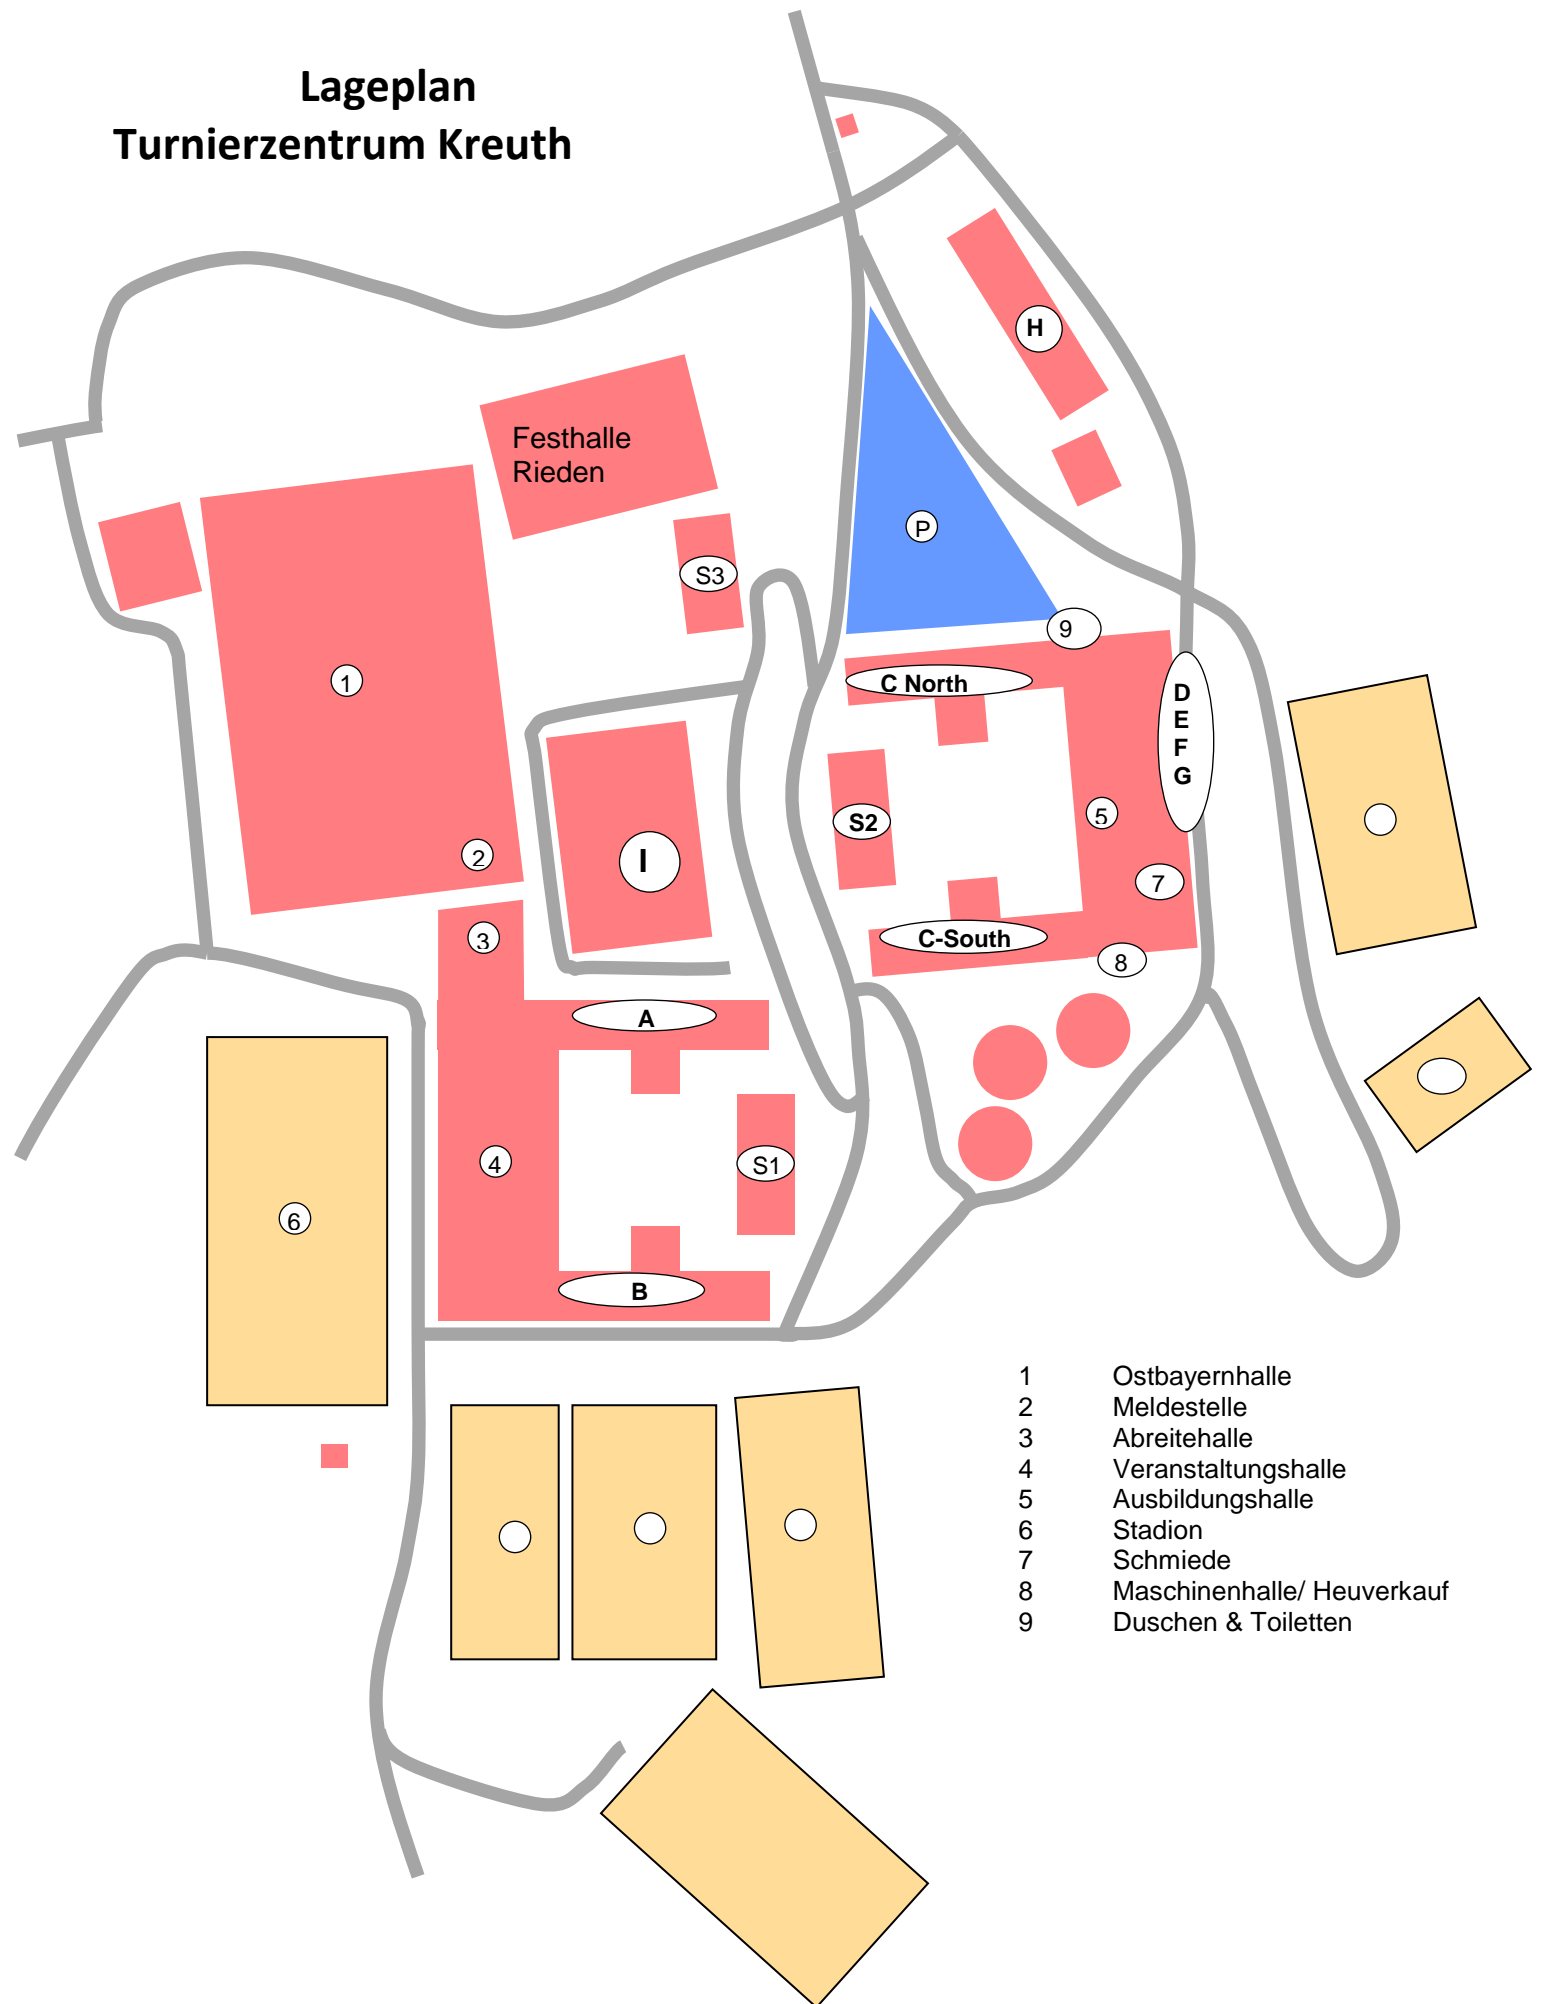 Lageplan
Turnierzentrum Kreuth
H
Festhalle
Rieden
P
S3
9
1
C North
D
E
F
G
5
S2
2
I
7
3
C-South
8
A
4
S1
6
B
1 Ostbayernhalle
2 Meldestelle
3 Abreitehalle
4 Veranstaltungshalle
5 Ausbildungshalle
6 Stadion
7 Schmiede
8 Maschinenhalle/ Heuverkauf
9 Duschen & Toiletten